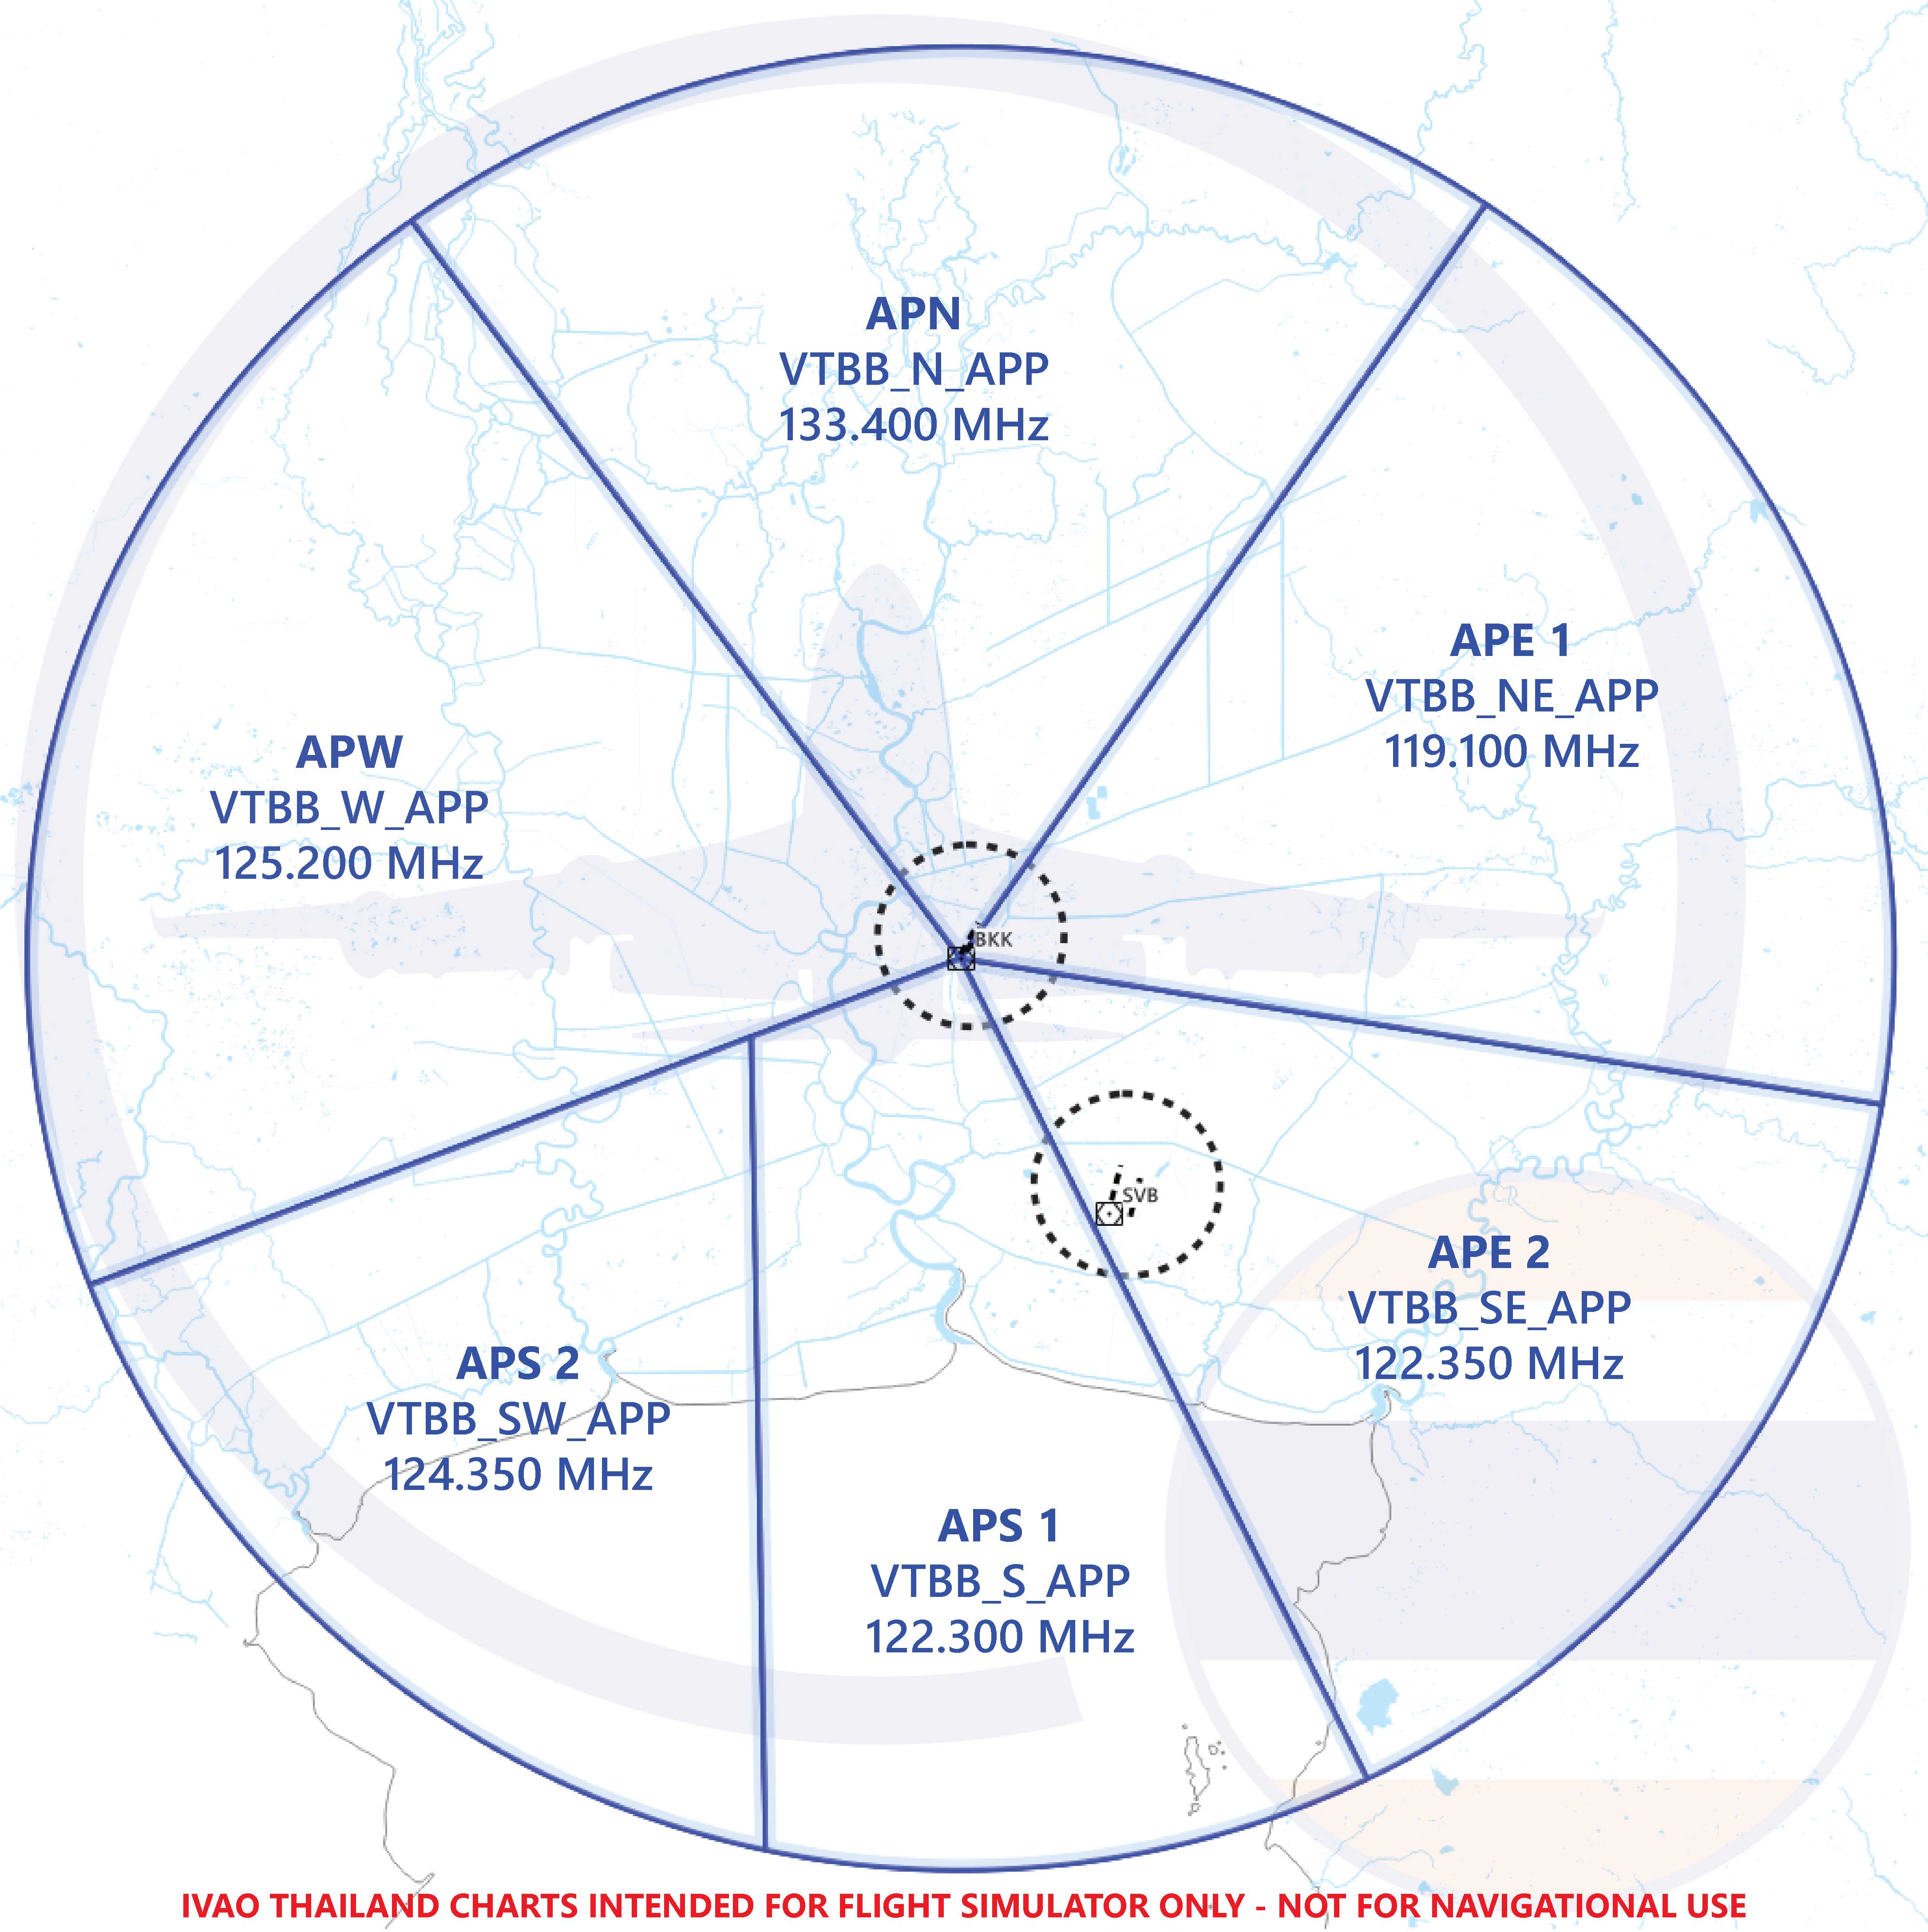 APN
VTBB_N_APP
133.400 MHz
APE 1
VTBB_NE_APP
119.100 MHz
APW
VTBB_W_APP
125.200 MHz
BKK
SVB
APE 2
VTBB_SE_APP
122.350 MHz
APS 2
VTBB_SW_APP
124.350 MHz
APS 1
VTBB_S_APP
122.300 MHz
IVAO THAILAND CHARTS INTENDED FOR FLIGHT SIMULATOR ONLY - NOT FOR NAVIGATIONAL USE